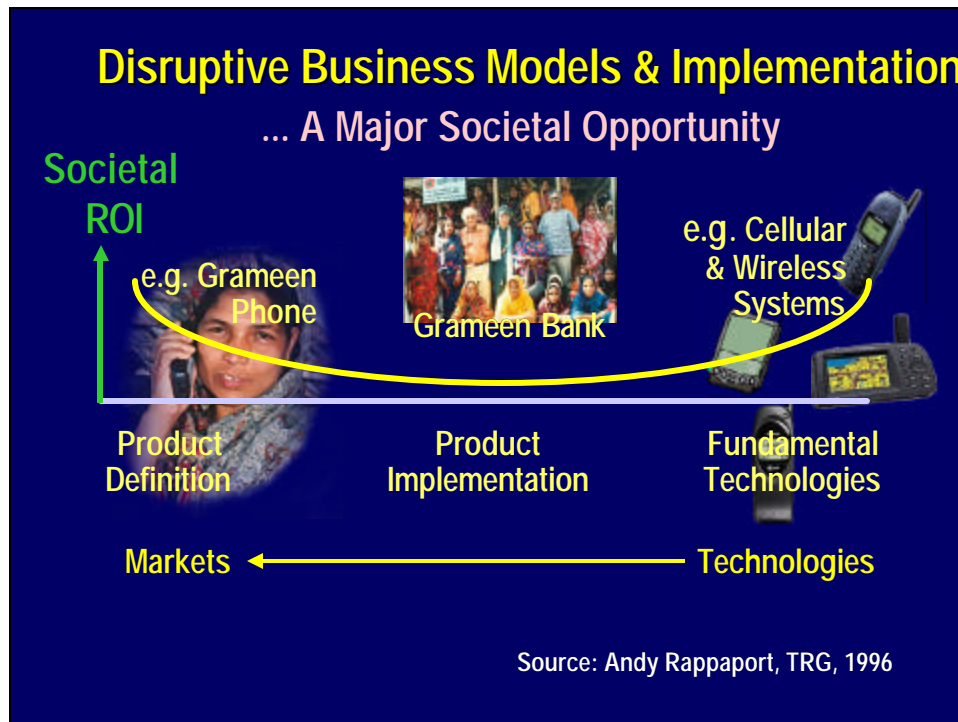 Disruptive Business Models & Implementation
... A Major Societal Opportunity
Societal
ROI
e.g. Grameen
Phone
Grameen Bank
e.g. Cellular
& Wireless
Systems
Product
Definition
Product
Implementation
Fundamental
Technologies
Markets
Technologies
Source: Andy Rappaport, TRG, 1996